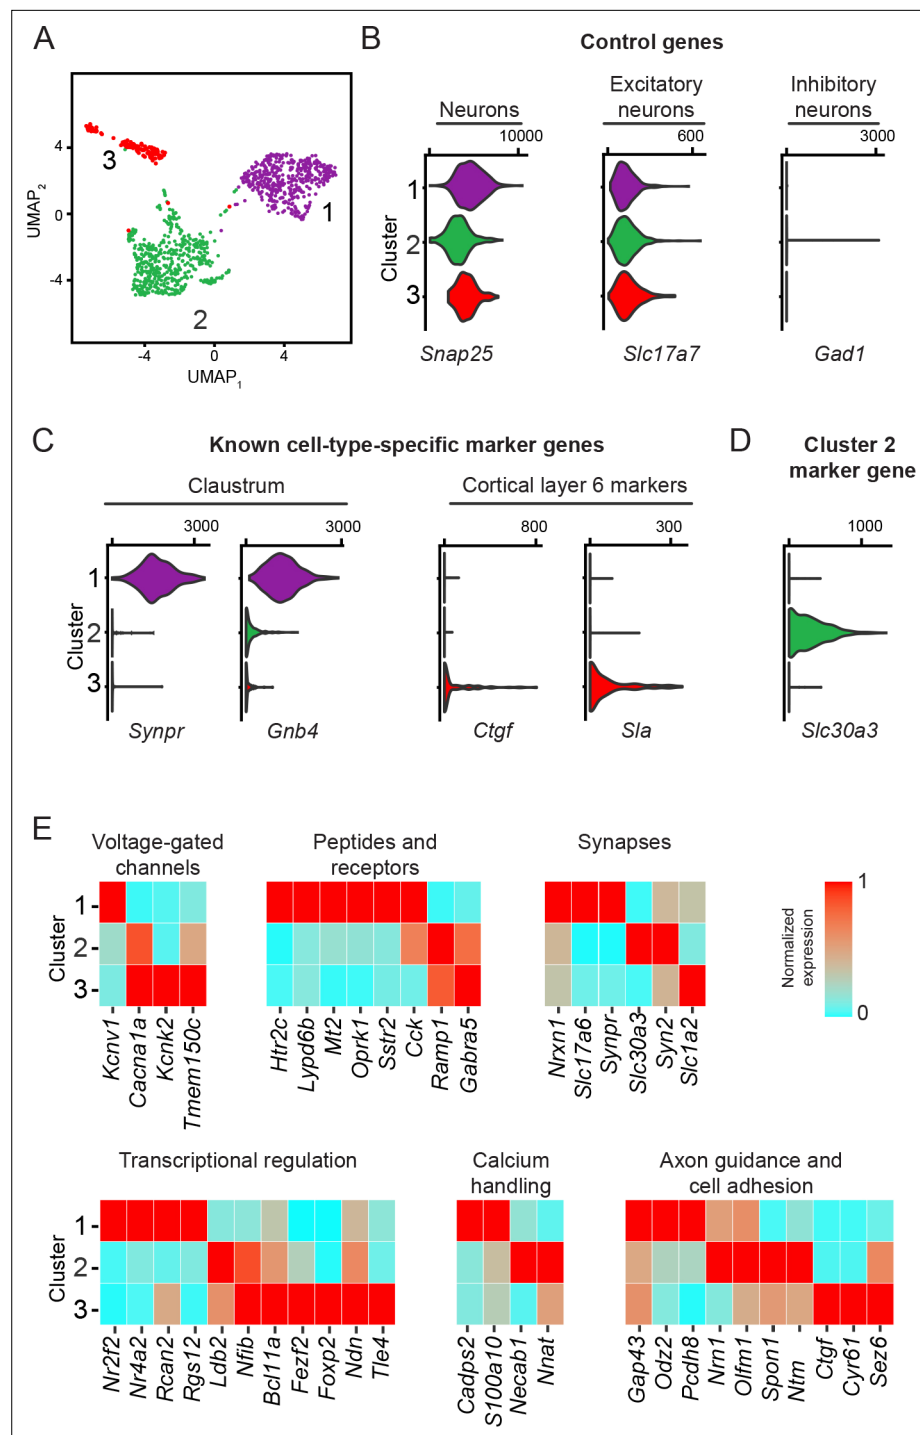 A
4
0
-4
UMAP2
3
1
2
-4 0 4
UMAP1
B
Control genes
Neurons
Excitatory
neurons
Inhibitory
neurons
10000
600
3000
Cluster
1
2
3
Snap25
Slc17a7
Gad1
C
Known cell-type-specific marker genes
Claustrum
Cortical layer 6 markers
3000
3000
800
300
Cluster
1
2
3
Synpr
Gnb4
Ctgf
Sla
D
Cluster 2
marker gene
1000
Slc30a3
E
Voltage-gated
channels
Peptides and
receptors
Synapses
Cluster
1
2
3
Kcnv1
Cacna1a
Kcnk2
Tmem150c
Htr2c
Lypd6b
Mt2
Oprk1
Sstr2
Cck
Ramp1
Gabra5
Nrxn1
Slc17a6
Synpr
Slc30a3
Syn2
Slc1a2
Normalized
expression
1
0
Transcriptional regulation
Calcium
handling
Axon guidance and
cell adhesion
Cluster
1
2
3
Nr2f2
Nr4a2
Rcan2
Rgs12
Ldb2
Nfib
Bcl11a
Fezf2
Foxp2
Ndn
Tle4
Cadps2
S100a10
Necab1
Nnat
Gap43
Odz2
Pcdh8
Nrn1
Olfm1
Spon1
Ntm
Ctgf
Cyr61
Sez6